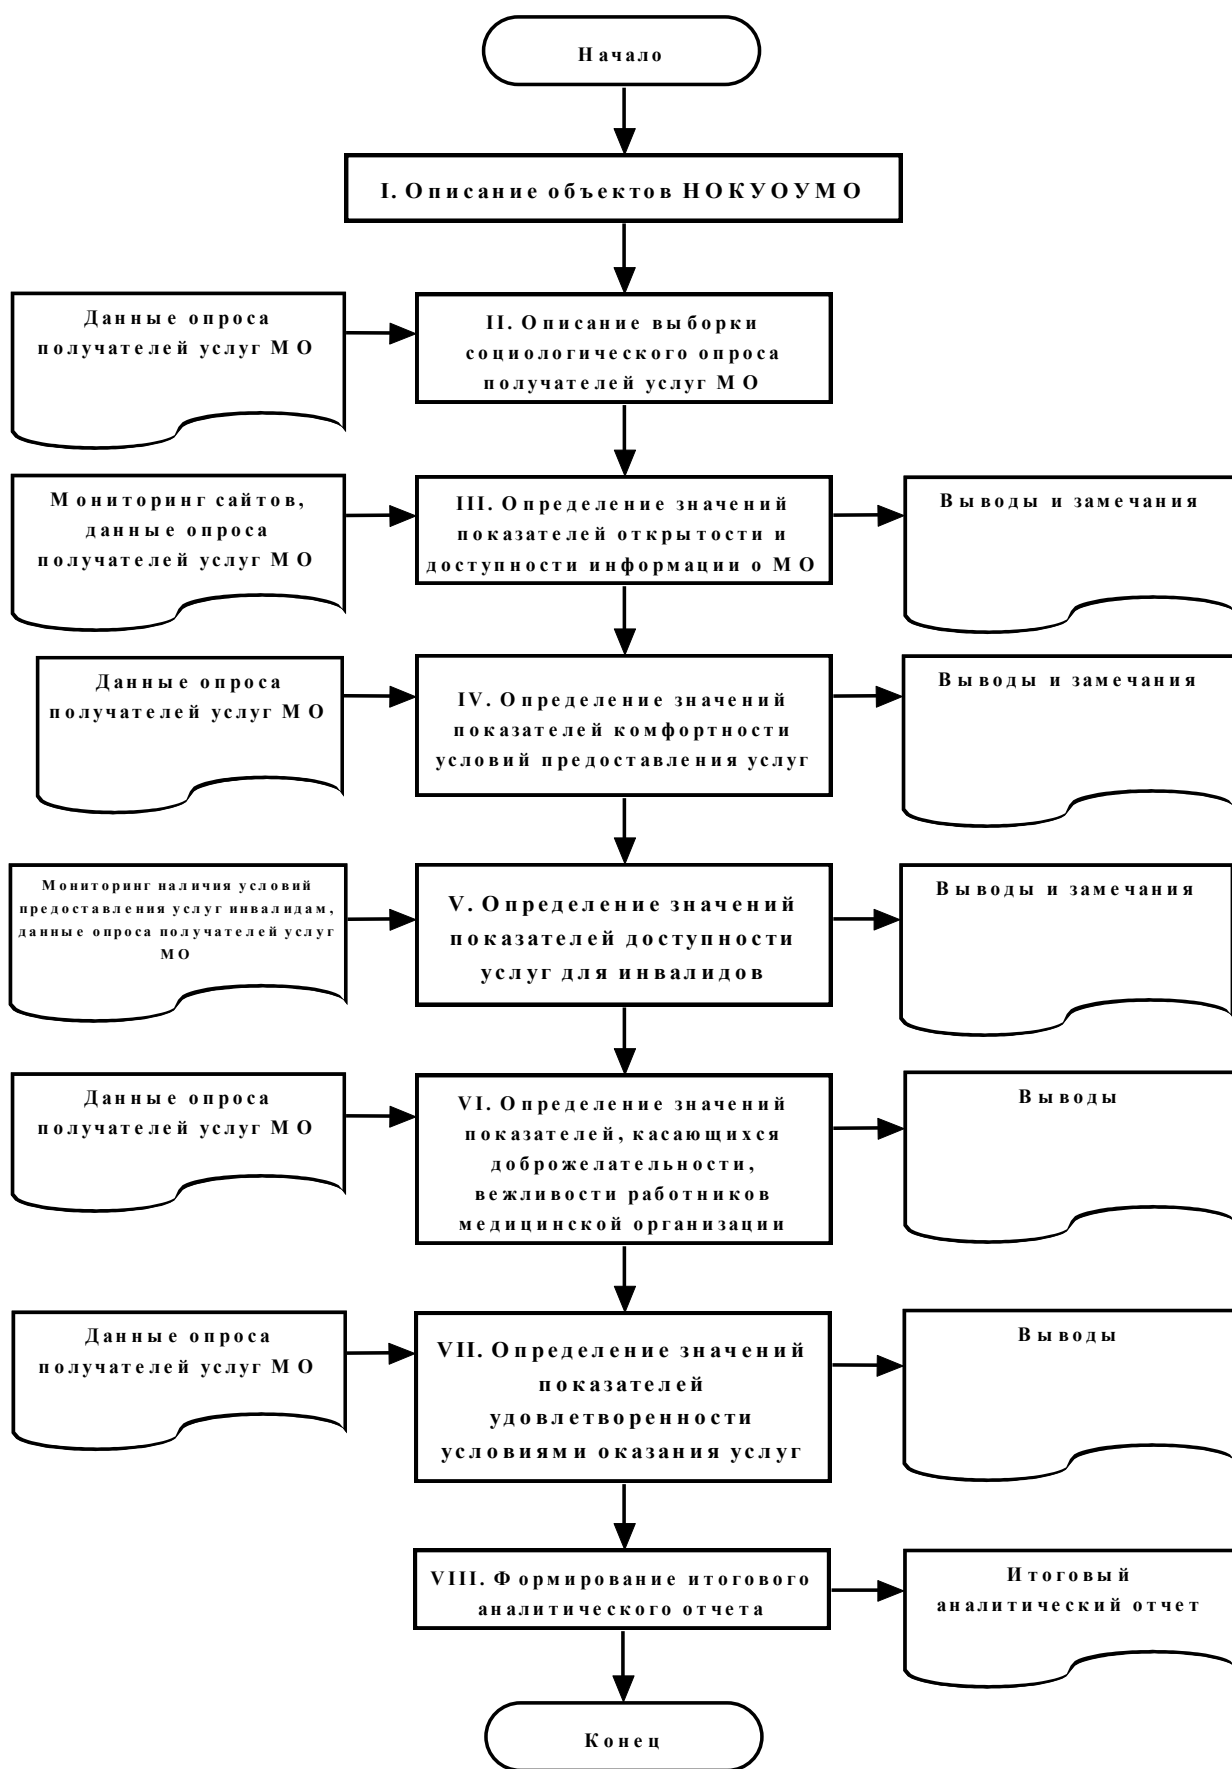 Начало
I. Описание объектов НОКУОУМО
Данные опроса
получателей услуг МО
II. Описание выборки
социологического опроса
получателей услуг МО
Мониторинг сайтов,
данные опроса
получателей услуг МО
III. Определение значений
показателей открытости и
доступности информации о МО
Выводы и замечания
Данные опроса
получателей услуг МО
IV. Определение значений
показателей комфортности
условий предоставления услуг
Выводы и замечания
Мониторинг наличия условий
предоставления услуг инвалидам,
данные опроса получателей услуг
МО
V. Определение значений
показателей доступности
услуг для инвалидов
Выводы и замечания
Данные опроса
получателей услуг МО
VI. Определение значений
показателей, касающихся
доброжелательности,
вежливости работников
медицинской организации
Выводы
Данные опроса
получателей услуг МО
VII. Определение значений
показателей
удовлетворенности
условиями оказания услуг
Выводы
VIII. Формирование итогового
аналитического отчета
Итоговый
аналитический отчет
Конец